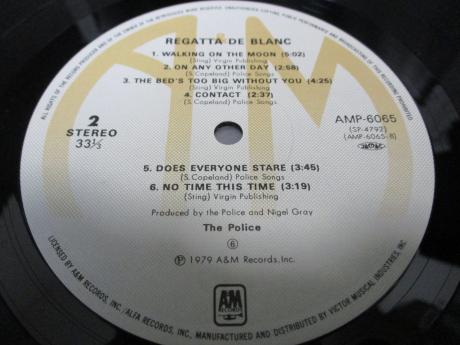 REGATTA DE BLANC
1. WALKING ON THE MOON (5:02)
(Sting) Virgin Publishing
2. ON ANY OTHER DAY (2:58)
(S. Copeland) Police Songs
3. THE BED'S TOO BIG WITHOUT YOU (4:25)
(Sting) Virgin Publishing
4. CONTACT (2:37)
(S. Copeland) Police Songs
2
STEREO
33⅓
AMP-6065
(SP-4792)
(AMP-6065-B)
5. DOES EVERYONE STARE (3:45)
(S. Copeland) Police Songs
6. NO TIME THIS TIME (3:19)
(Sting) Virgin Publishing
Produced by the Police and Nigel Gray
The Police
⑥
Ⓟ 1979 A&M Records, Inc.
A&M
RECORDS
LICENSED BY A&M RECORDS, INC./ALFA RECORDS, INC., MANUFACTURED AND DISTRIBUTED BY VICTOR MUSICAL INDUSTRIES, INC.